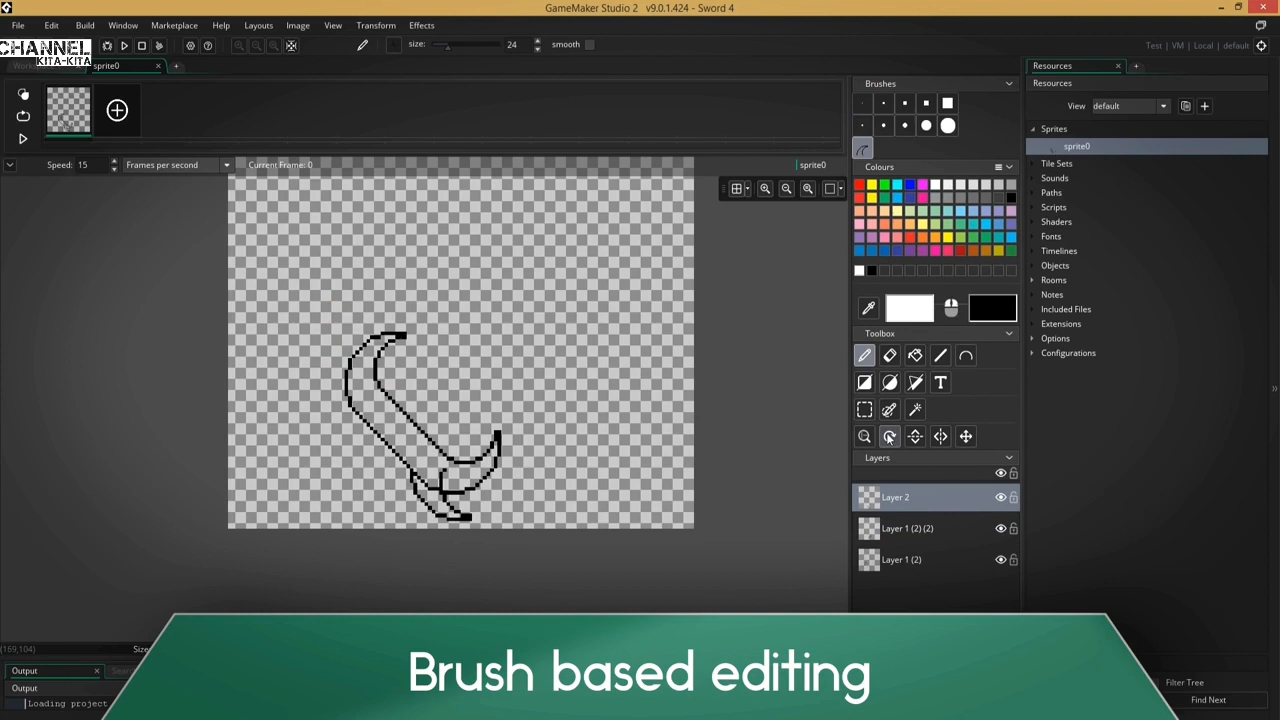 GameMaker Studio 2 v9.0.1.424 - Sword 4
File Edit Build Window Marketplace Help Layouts Image View Transform Effects
CHANNEL
KITA-KITA
size: 24 smooth
Test | VM | Local | default
sprite0
Speed: 15 Frames per second Current Frame: 0 sprite0
Brushes
Colours
Toolbox
Layers
Layer 2
Layer 1 (2) (2)
Layer 1 (2)
Resources
Resources
View default
Sprites
sprite0
Tile Sets
Sounds
Paths
Scripts
Shaders
Fonts
Timelines
Objects
Rooms
Notes
Included Files
Extensions
Options
Configurations
(169,104)
Output
Output
Loading project
Brush based editing
Filter Tree
Find Next